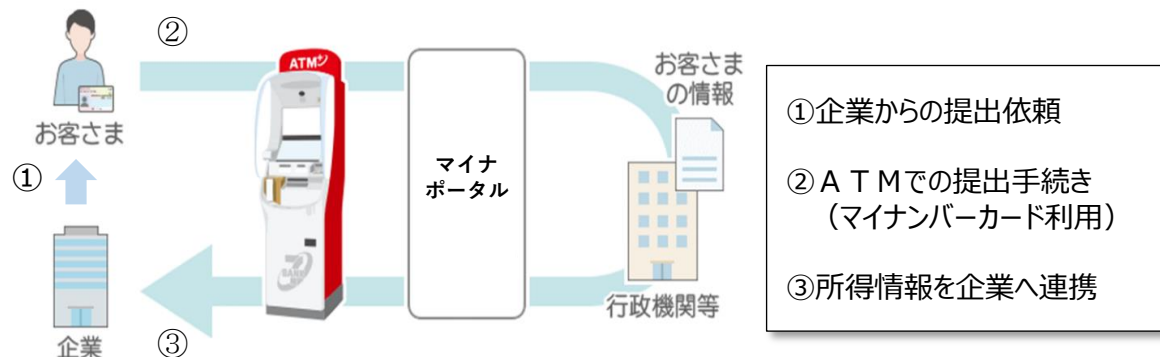 ②
ATM
お客さま
の情報
お客さま
①
マイナ
ポータル
BANK
行政機関等
企業
③
①企業からの提出依頼
②ＡＴＭでの提出手続き
（マイナンバーカード利用）
③所得情報を企業へ連携